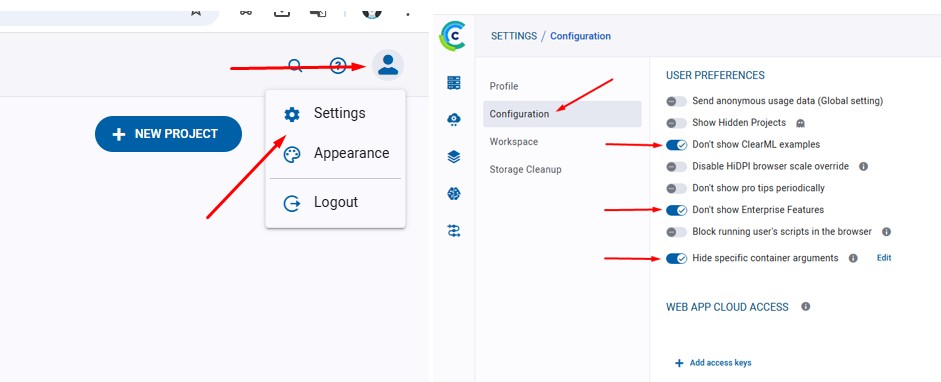 NEW PROJECT
Settings
Appearance
Logout
SETTINGS / Configuration
Profile
Configuration
Workspace
Storage Cleanup
USER PREFERENCES
Send anonymous usage data (Global setting)
Show Hidden Projects
Don't show ClearML examples
Disable HiDPI browser scale override
Don't show pro tips periodically
Don't show Enterprise Features
Block running user's scripts in the browser
Hide specific container arguments Edit
WEB APP CLOUD ACCESS
Add access keys